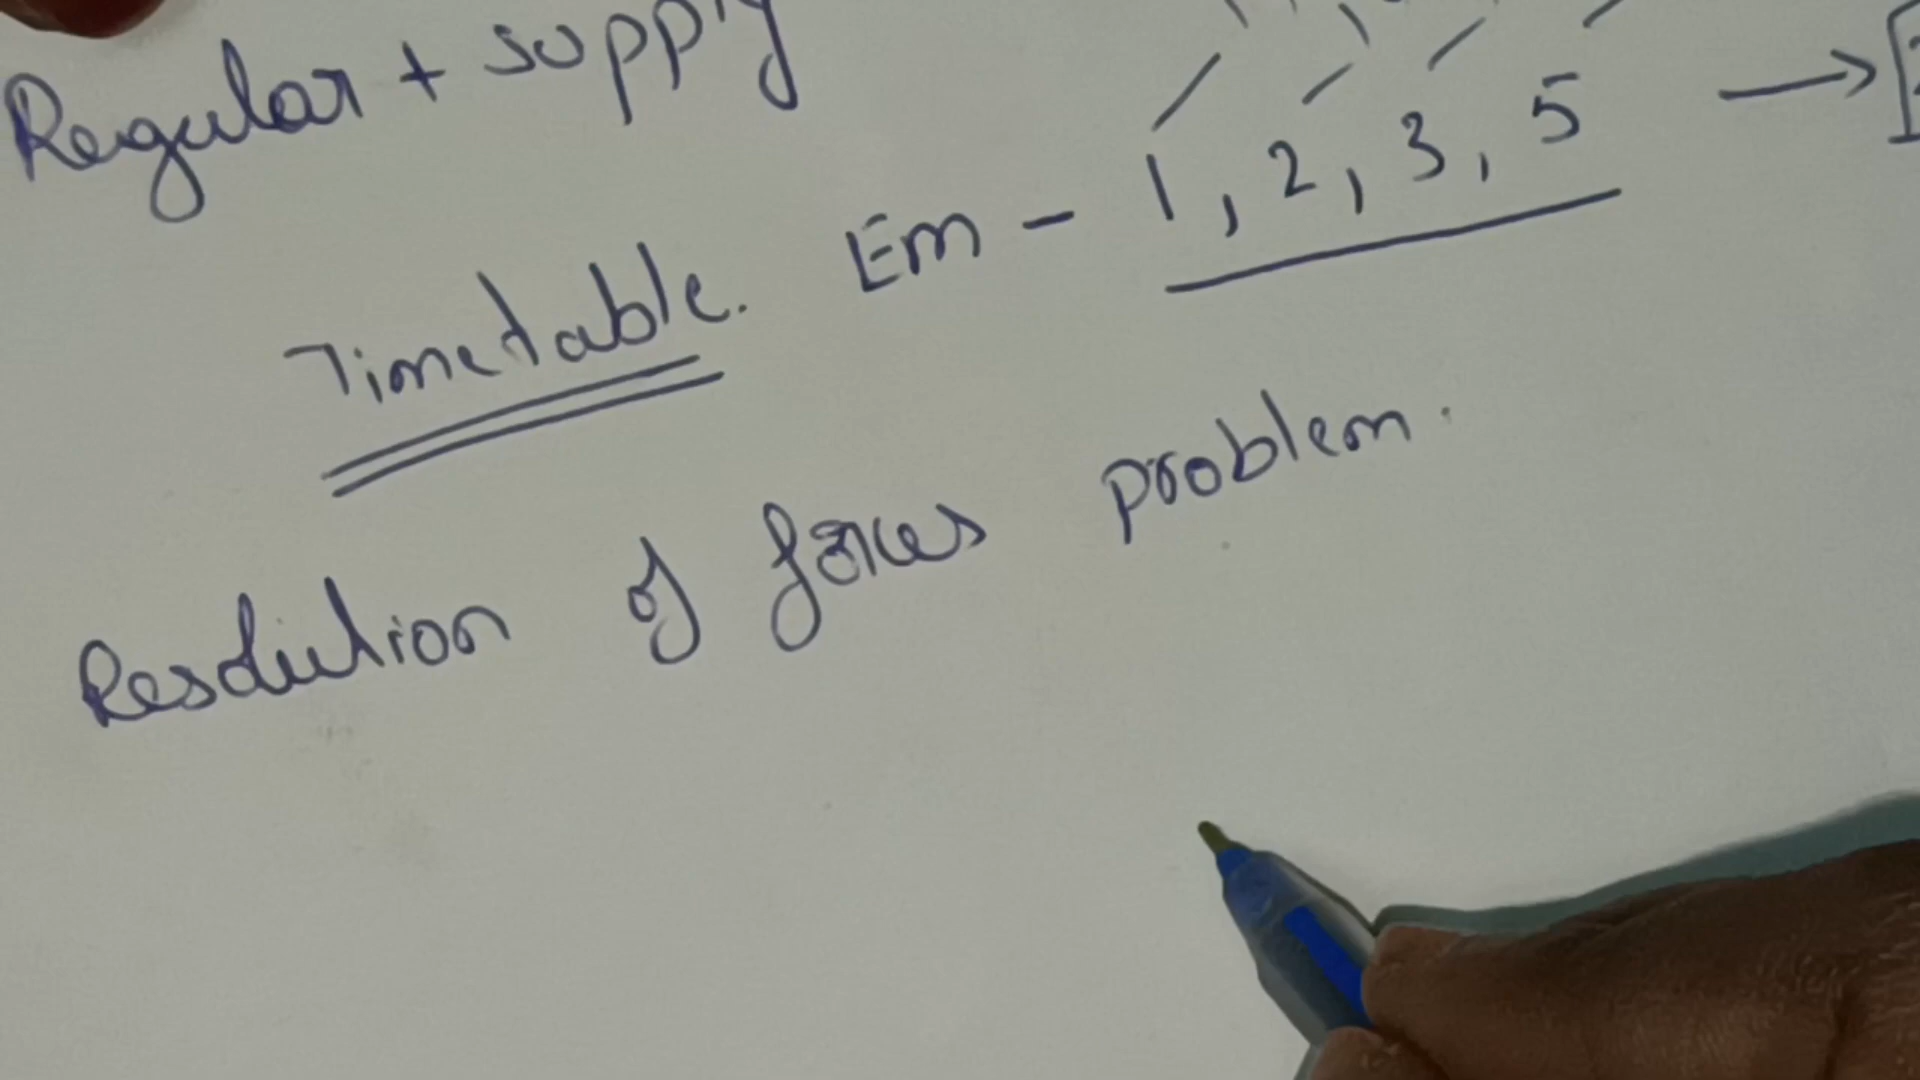 Regular + supply
Timetable. Em - 1, 2, 3, 5 →
Resolution of forces problem.